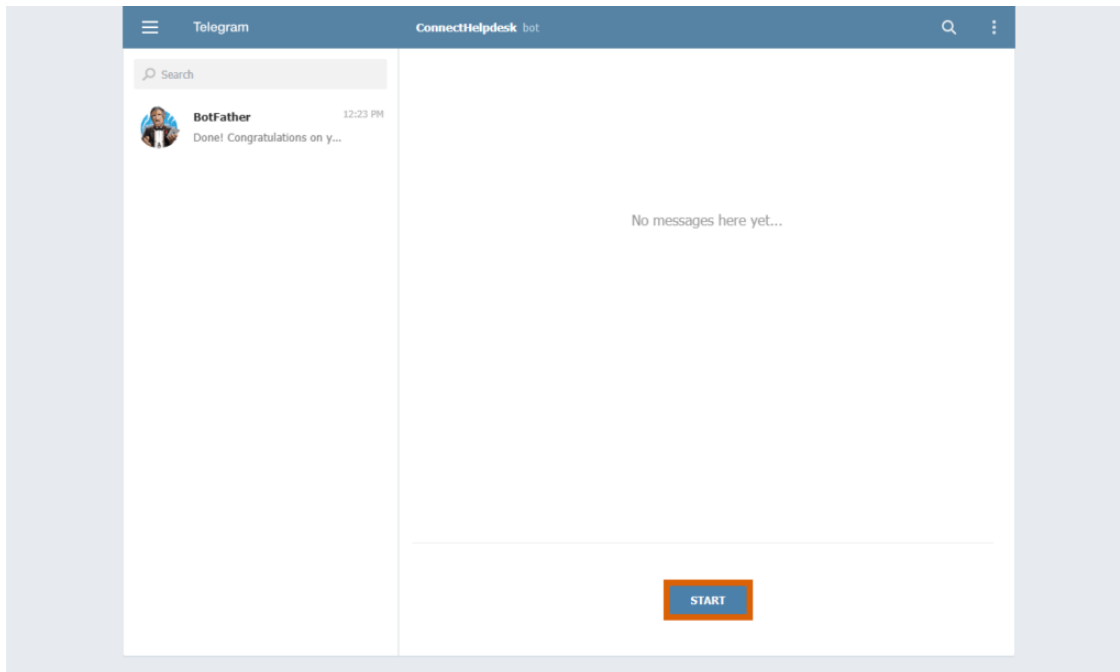 Telegram
ConnectHelpdesk bot
Search
BotFather 12:23 PM
Done! Congratulations on y...
No messages here yet...
START